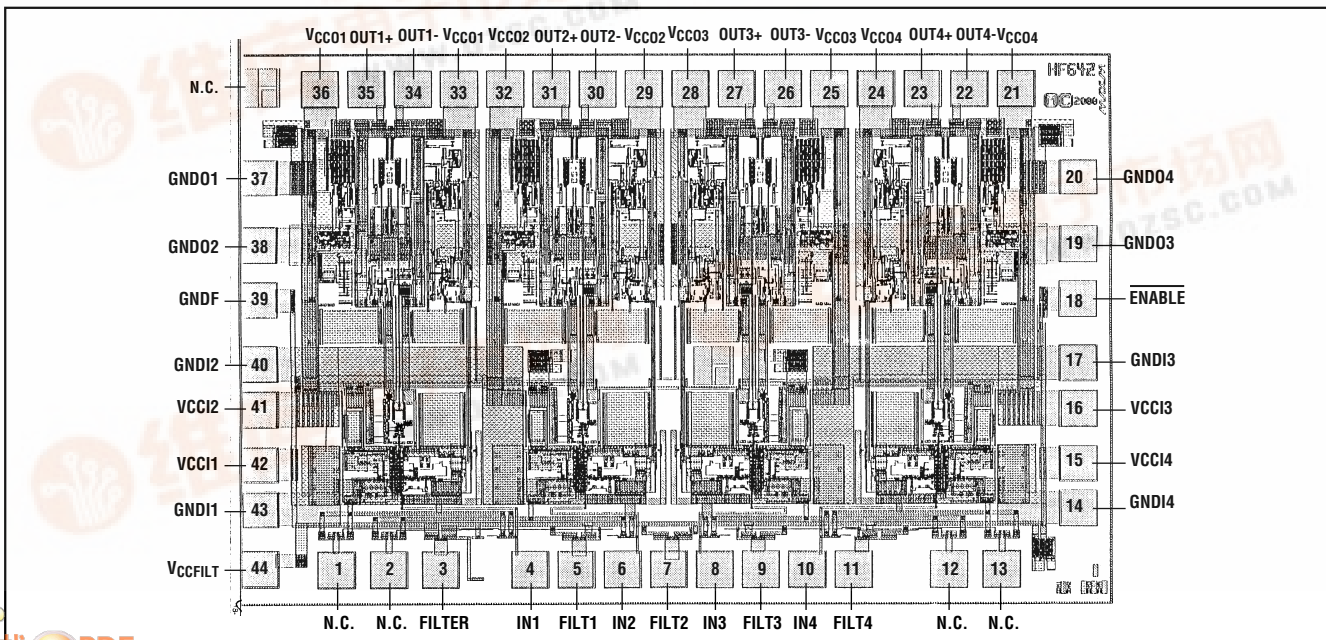 VCCO1 OUT1+ OUT1- VCCO1 VCCO2 OUT2+ OUT2- VCCO2 VCCO3 OUT3+ OUT3- VCCO3 VCCO4 OUT4+ OUT4- VCCO4
N.C. 36 35 34 33 32 31 30 29 28 27 26 25 24 23 22 21
HF64Z
2000
GNDO1 37 20 GNDO4
GNDO2 38 19 GNDO3
GNDF 39 18 ENABLE
GNDI2 40 17 GNDI3
VCCI2 41 16 VCCI3
VCCI1 42 15 VCCI4
GNDI1 43 14 GNDI4
VCCFILT 44 1 2 3 4 5 6 7 8 9 10 11 12 13
N.C. N.C. FILTER IN1 FILT1 IN2 FILT2 IN3 FILT3 IN4 FILT4 N.C. N.C.
PDF